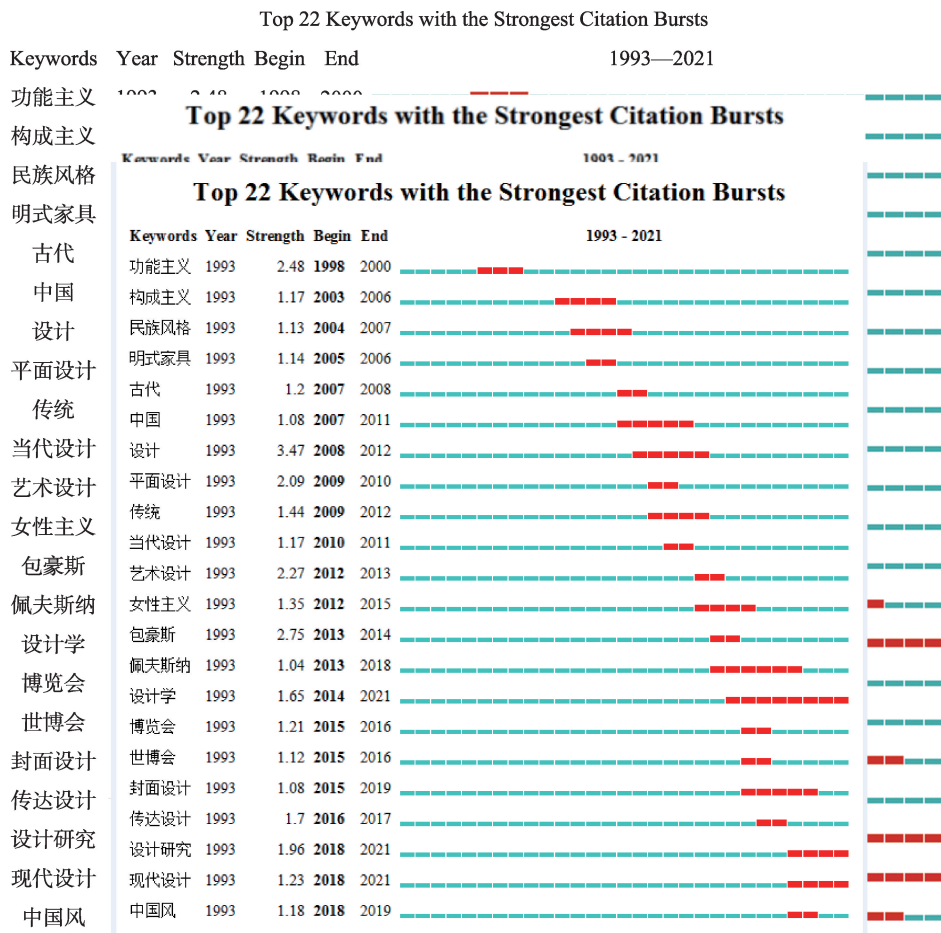 Top 22 Keywords with the Strongest Citation Bursts
Keywords Year Strength Begin End 1993—2021
功能主义 1993 2.48 1998 2000
构成主义
民族风格
明式家具
古代
中国
设计
平面设计
传统
当代设计
艺术设计
女性主义
包豪斯
佩夫斯纳
设计学
博览会
世博会
封面设计
传达设计
设计研究
现代设计
中国风
Top 22 Keywords with the Strongest Citation Bursts
Keywords Year Strength Begin End 1993 - 2021
Top 22 Keywords with the Strongest Citation Bursts
Keywords Year Strength Begin End 1993 - 2021
功能主义 1993 2.48 1998 2000
构成主义 1993 1.17 2003 2006
民族风格 1993 1.13 2004 2007
明式家具 1993 1.14 2005 2006
古代 1993 1.2 2007 2008
中国 1993 1.08 2007 2011
设计 1993 3.47 2008 2012
平面设计 1993 2.09 2009 2010
传统 1993 1.44 2009 2012
当代设计 1993 1.17 2010 2011
艺术设计 1993 2.27 2012 2013
女性主义 1993 1.35 2012 2015
包豪斯 1993 2.75 2013 2014
佩夫斯纳 1993 1.04 2013 2018
设计学 1993 1.65 2014 2021
博览会 1993 1.21 2015 2016
世博会 1993 1.12 2015 2016
封面设计 1993 1.08 2015 2019
传达设计 1993 1.7 2016 2017
设计研究 1993 1.96 2018 2021
现代设计 1993 1.23 2018 2021
中国风 1993 1.18 2018 2019